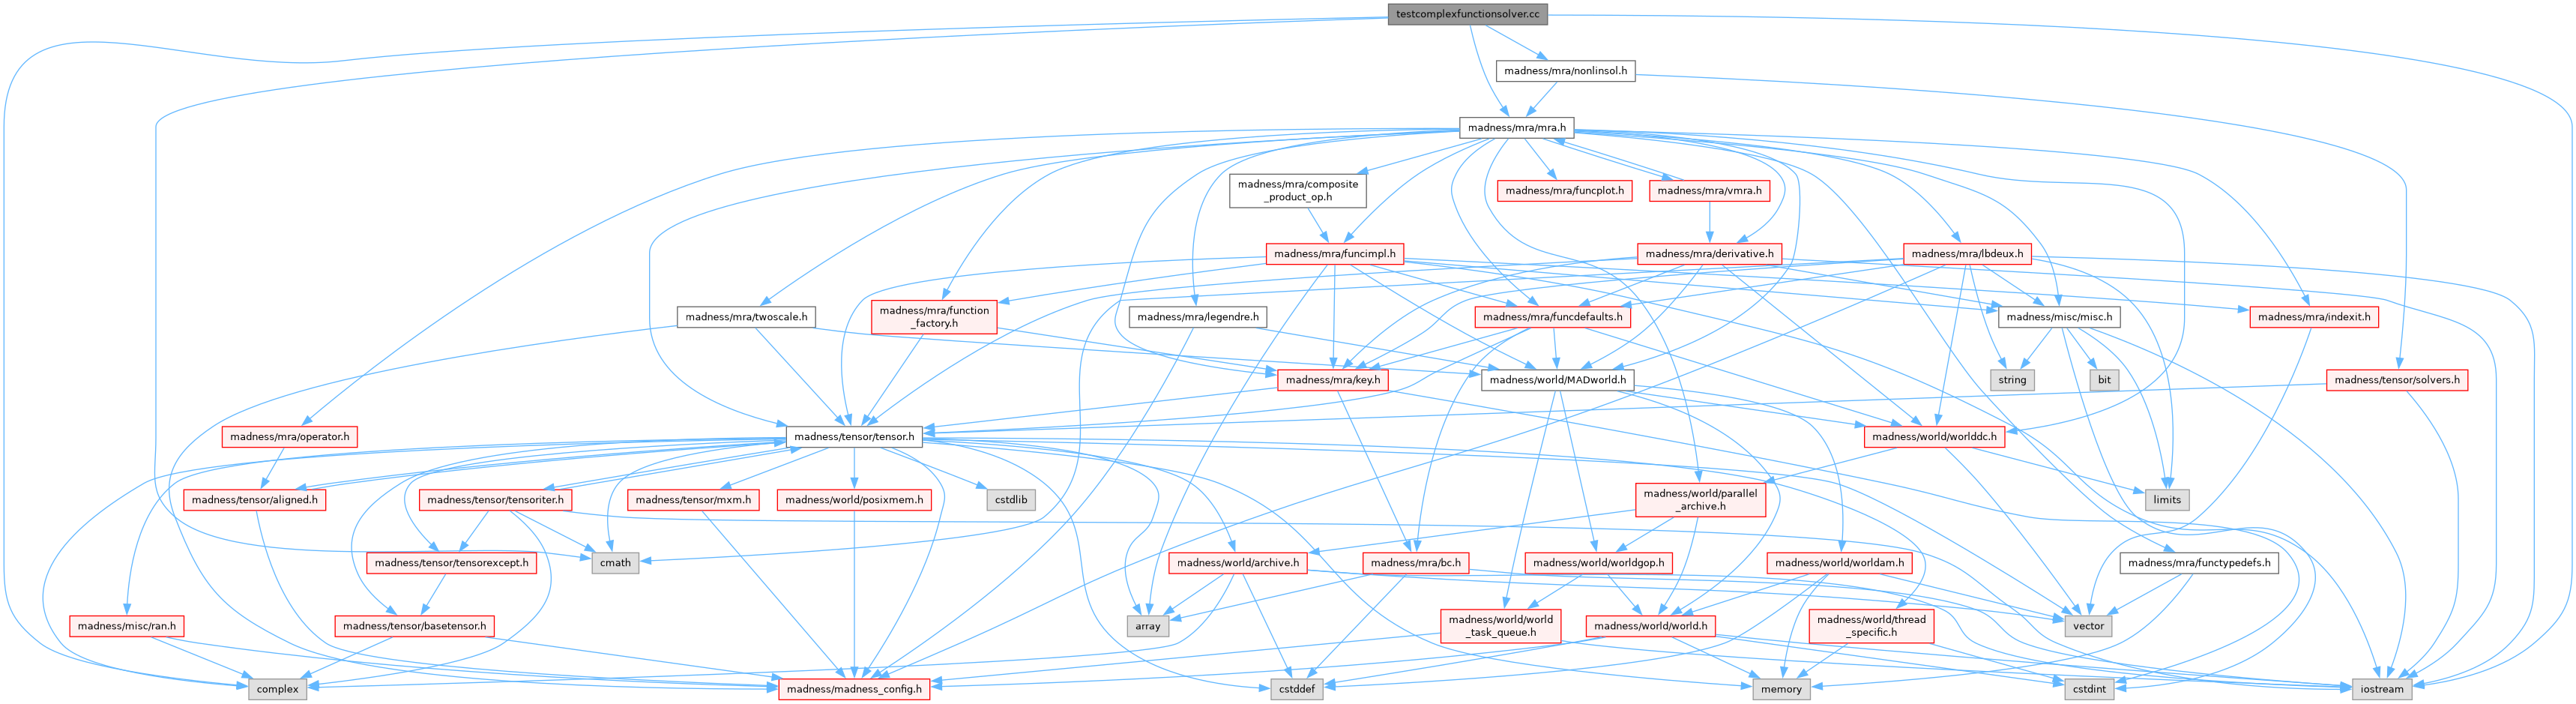 testcomplexfunctionsolver.cc
madness/mra/nonlinsol.h
madness/mra/mra.h
madness/mra/composite
_product_op.h
madness/mra/funcplot.h
madness/mra/vmra.h
madness/mra/funcimpl.h
madness/mra/derivative.h
madness/mra/lbdeux.h
madness/mra/twoscale.h
madness/mra/function
_factory.h
madness/mra/legendre.h
madness/mra/funcdefaults.h
madness/misc/misc.h
madness/mra/indexit.h
madness/mra/key.h
madness/world/MADworld.h
string
bit
madness/tensor/solvers.h
madness/mra/operator.h
madness/tensor/tensor.h
madness/world/worlddc.h
madness/tensor/aligned.h
madness/tensor/tensoriter.h
madness/tensor/mxm.h
madness/world/posixmem.h
cstdlib
madness/world/parallel
_archive.h
limits
madness/tensor/tensorexcept.h
cmath
madness/world/archive.h
madness/mra/bc.h
madness/world/worldgop.h
madness/world/worldam.h
madness/mra/functypedefs.h
madness/misc/ran.h
madness/tensor/basetensor.h
array
madness/world/world
_task_queue.h
madness/world/world.h
madness/world/thread
_specific.h
vector
complex
madness/madness_config.h
cstddef
memory
cstdint
iostream